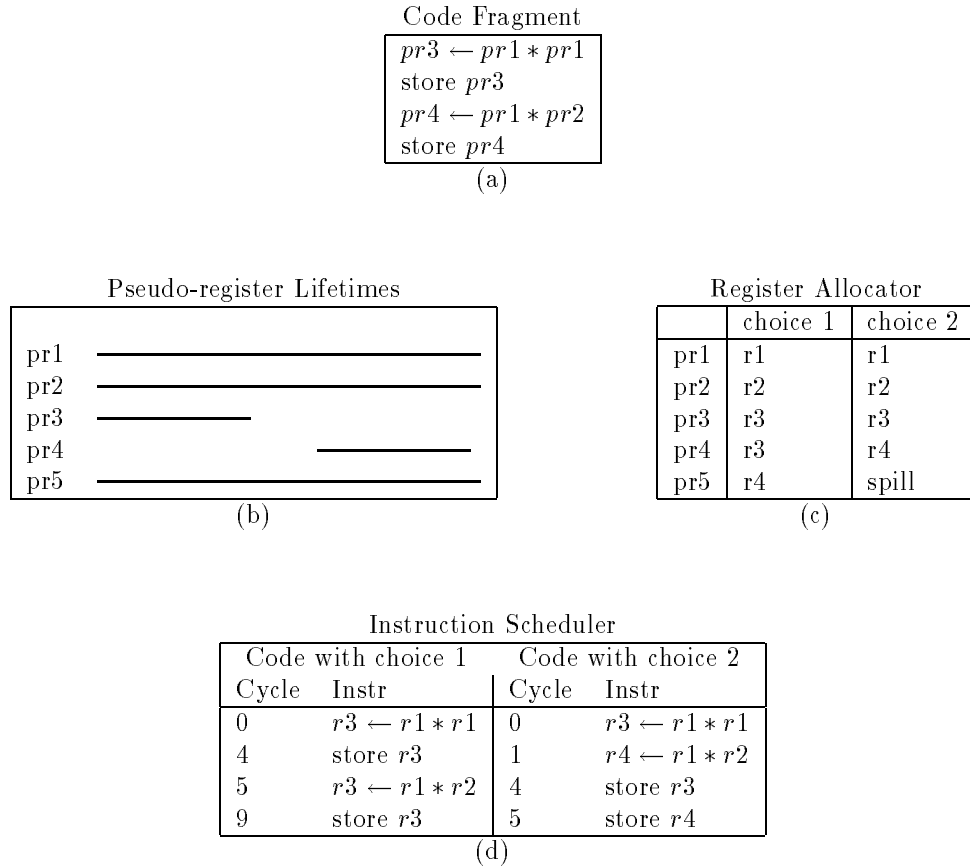 Code Fragment
pr3 ← pr1 * pr1
store pr3
pr4 ← pr1 * pr2
store pr4
(a)
Pseudo-register Lifetimes
pr1
pr2
pr3
pr4
pr5
(b)
Register Allocator
choice 1 choice 2
pr1 r1 r1
pr2 r2 r2
pr3 r3 r3
pr4 r3 r4
pr5 r4 spill
(c)
Instruction Scheduler
Code with choice 1 Code with choice 2
Cycle Instr Cycle Instr
0 r3 ← r1 * r1 0 r3 ← r1 * r1
4 store r3 1 r4 ← r1 * r2
5 r3 ← r1 * r2 4 store r3
9 store r3 5 store r4
(d)